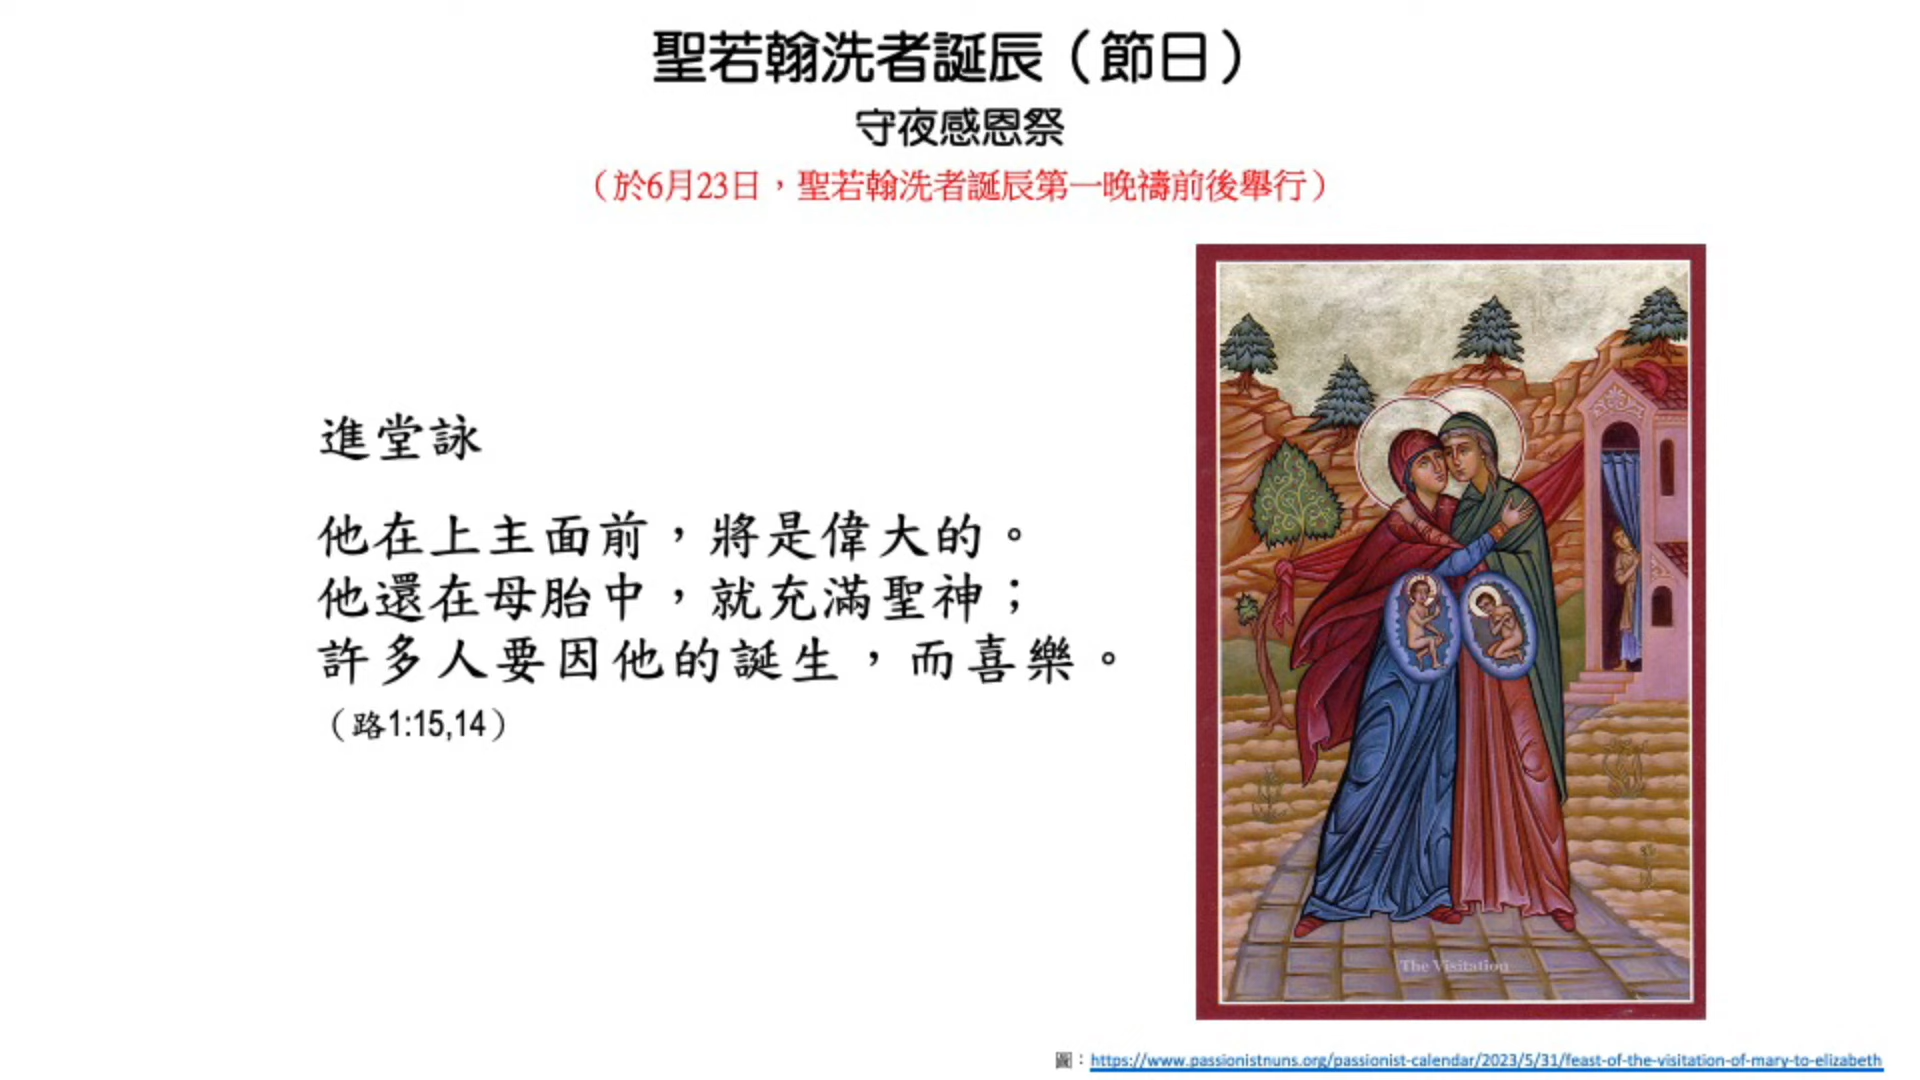 聖若翰洗者誕辰（節日）
守夜感恩祭
（於6月23日，聖若翰洗者誕辰第一晚禱前後舉行）
進堂詠
他在上主面前，將是偉大的。
他還在母胎中，就充滿聖神；
許多人要因他的誕生，而喜樂。
（路1:15,14）
The Visitation
圖：https://www.passionistnuns.org/passionist-calendar/2023/5/31/feast-of-the-visitation-of-mary-to-elizabeth